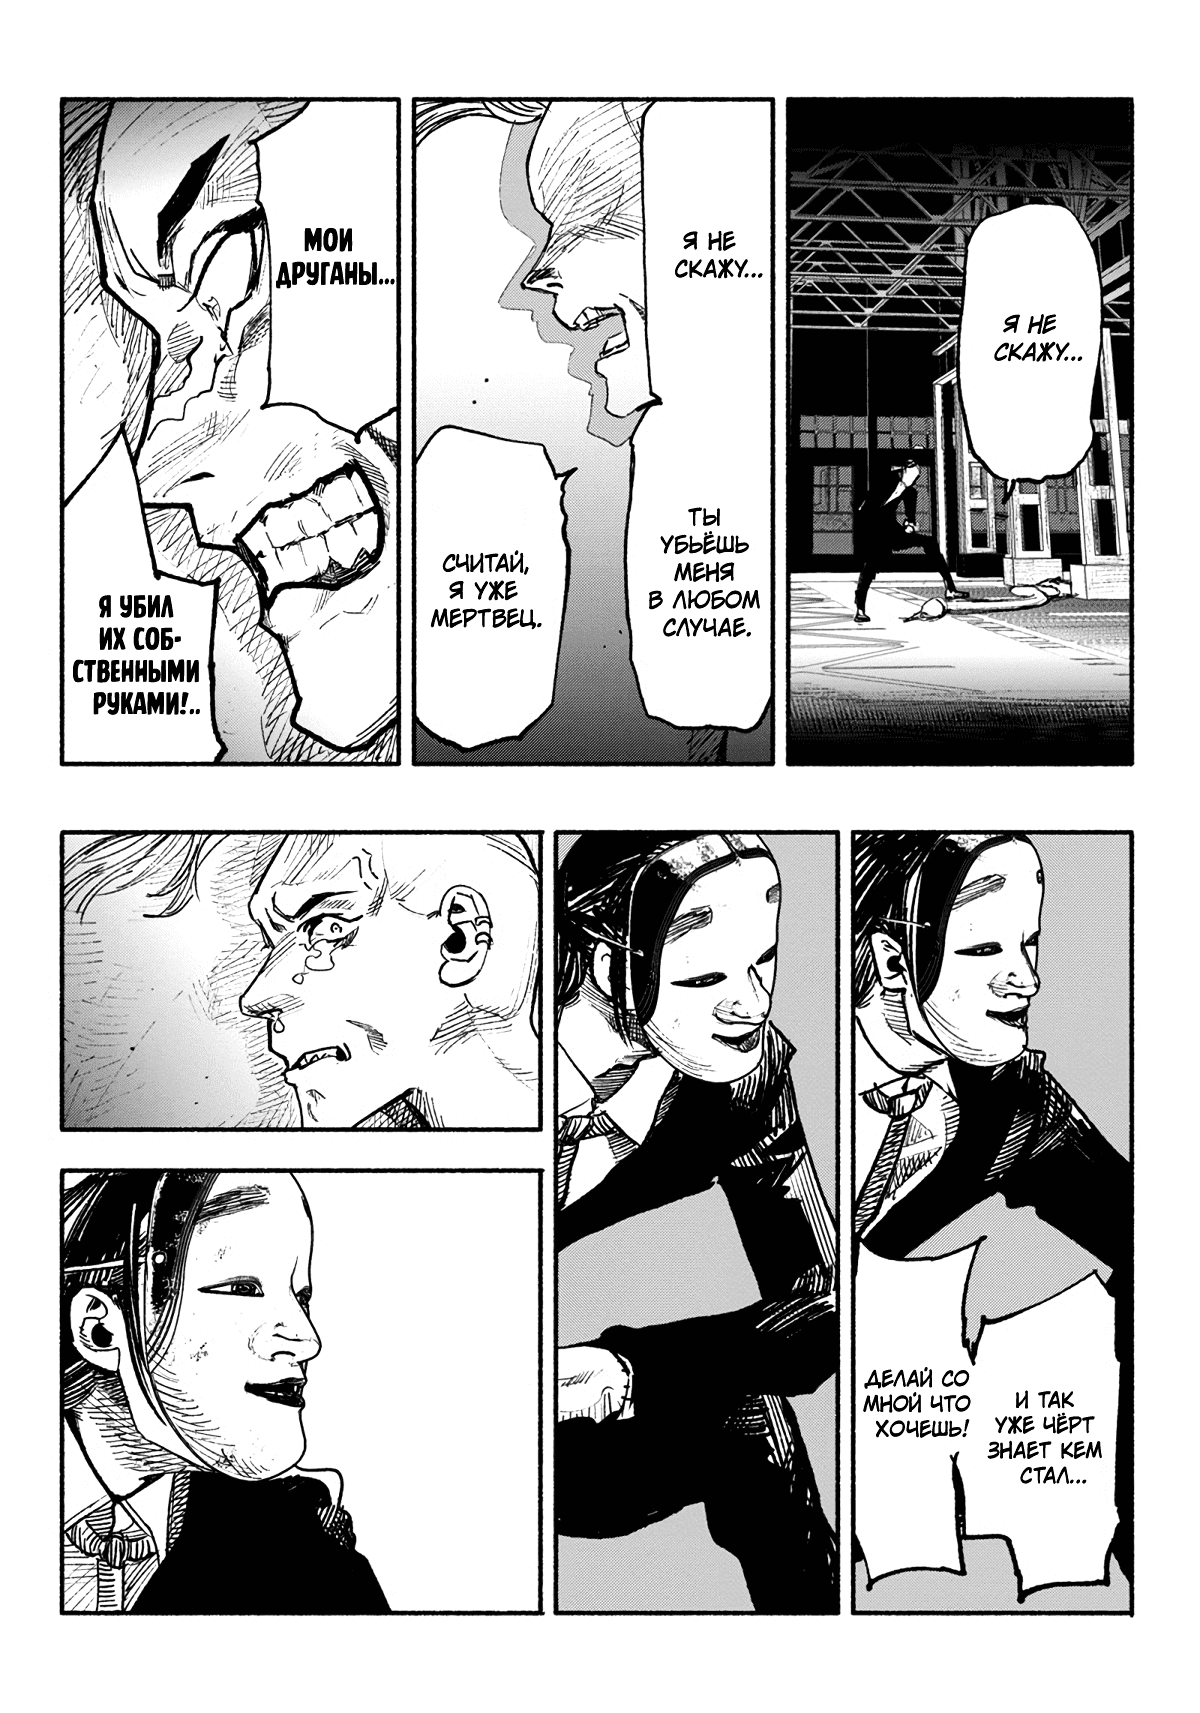 Я НЕ
СКАЖУ...
Я НЕ
СКАЖУ...
ТЫ
УБЬЁШЬ
МЕНЯ
В ЛЮБОМ
СЛУЧАЕ.
СЧИТАЙ,
Я УЖЕ
МЕРТВЕЦ.
МОИ
ДРУГАНЫ...
Я УБИЛ
ИХ СОБ-
СТВЕННЫМИ
РУКАМИ!..
И ТАК
УЖЕ ЧЁРТ
ЗНАЕТ КЕМ
СТАЛ...
ДЕЛАЙ СО
МНОЙ ЧТО
ХОЧЕШЬ!